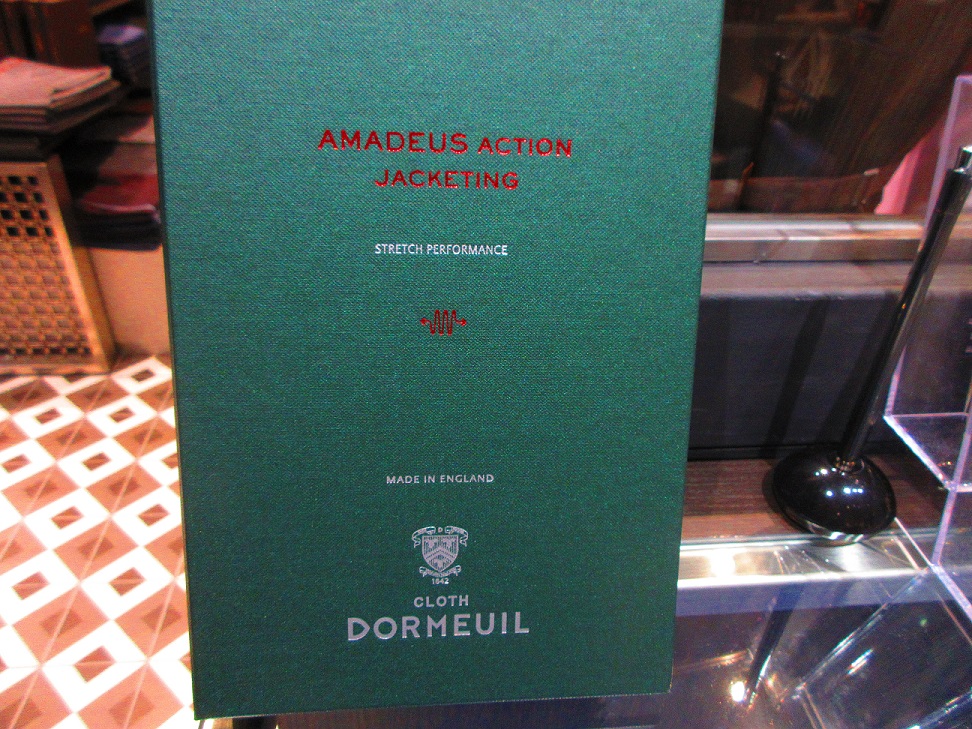 AMADEUS ACTION
JACKETING
STRETCH PERFORMANCE
MADE IN ENGLAND
D
1842
CLOTH
DORMEUIL